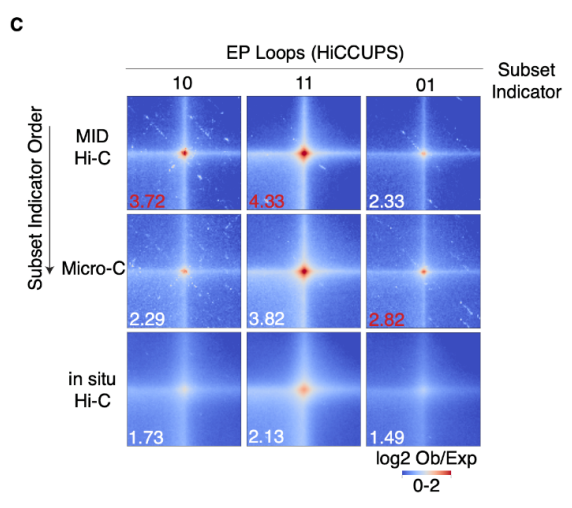 C
EP Loops (HiCCUPS)
Subset
Indicator
10 11 01
Subset Indicator Order
MID
Hi-C
3.72 4.33 2.33
Micro-C
2.29 3.82 2.82
in situ
Hi-C
1.73 2.13 1.49
log2 Ob/Exp
0-2